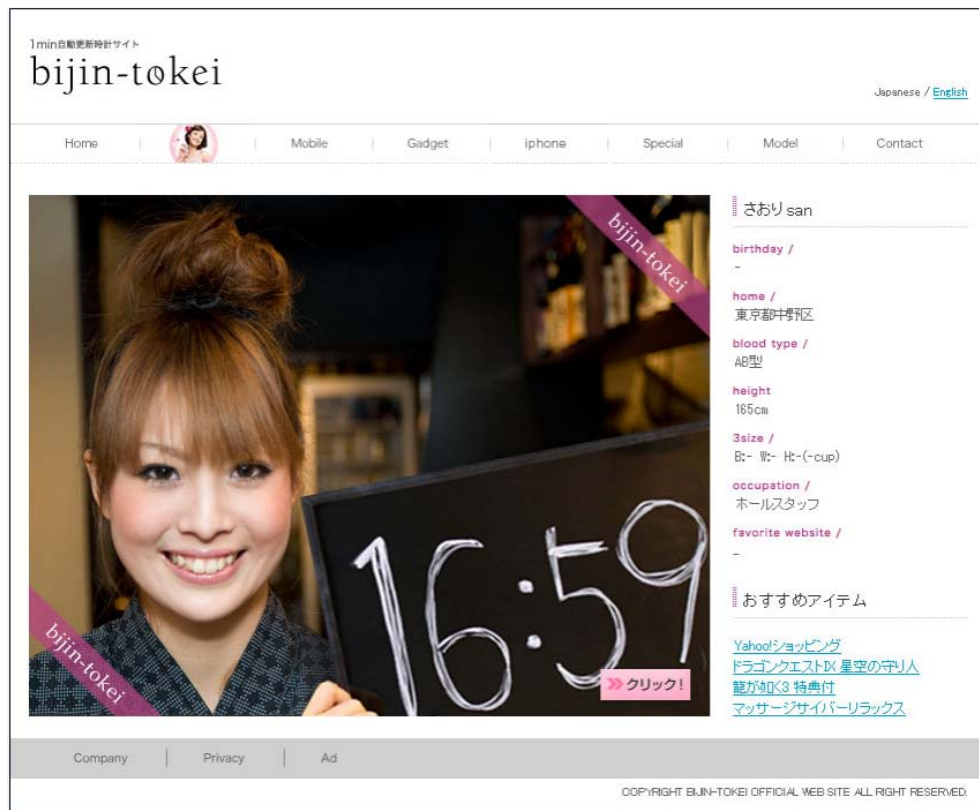 1min自動更新時計サイト
bijin-tokei
Japanese / English
Home
Mobile
Gadget
iphone
Special
Model
Contact
bijin-tokei
16:59
bijin-tokei
クリック!
さおり san
birthday /
-
home /
東京都中野区
blood type /
AB型
height
165cm
3size /
B:- W:- H:-(-cup)
occupation /
ホールスタッフ
favorite website /
-
おすすめアイテム
Yahoo!ショッピング
ドラゴンクエストIX 星空の守り人
龍が如く3 特典付
マッサージサイバーリラックス
Company
Privacy
Ad
COPYRIGHT BIJIN-TOKEI OFFICIAL WEB SITE ALL RIGHT RESERVED.